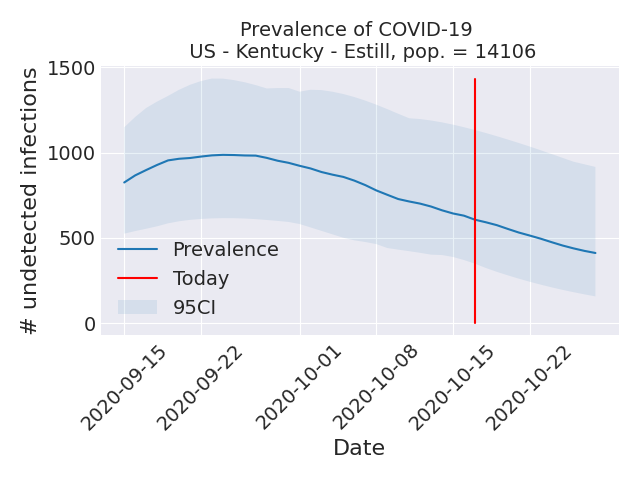 Prevalence of COVID-19
US - Kentucky - Estill, pop. = 14106
# undetected infections
1500
1000
500
0
Prevalence
Today
95CI
2020-09-15
2020-09-22
2020-10-01
2020-10-08
2020-10-15
2020-10-22
Date